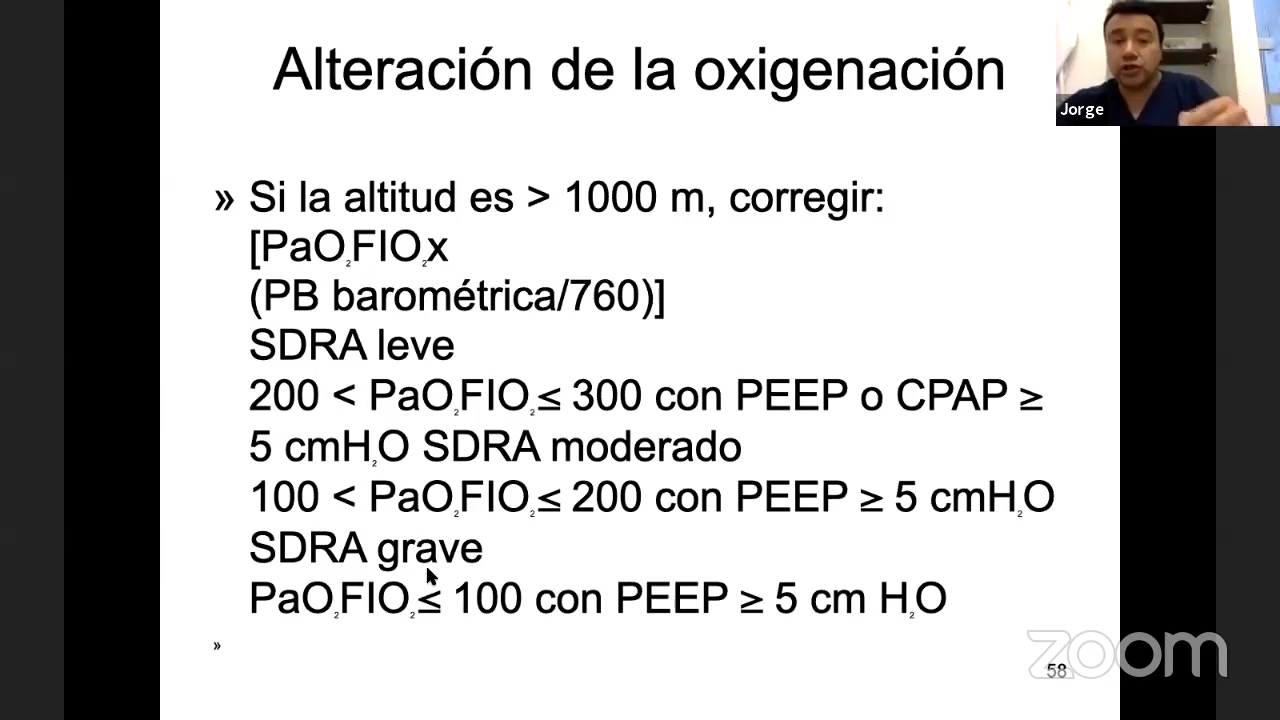 Alteración de la oxigenación
Jorge
» Si la altitud es > 1000 m, corregir:
[PaO₂FIO₂x
(PB barométrica/760)]
SDRA leve
200 < PaO₂FIO₂≤ 300 con PEEP o CPAP ≥
5 cmH₂O SDRA moderado
100 < PaO₂FIO₂≤ 200 con PEEP ≥ 5 cmH₂O
SDRA grave
PaO₂FIO₂≤ 100 con PEEP ≥ 5 cm H₂O
»
zoom
58